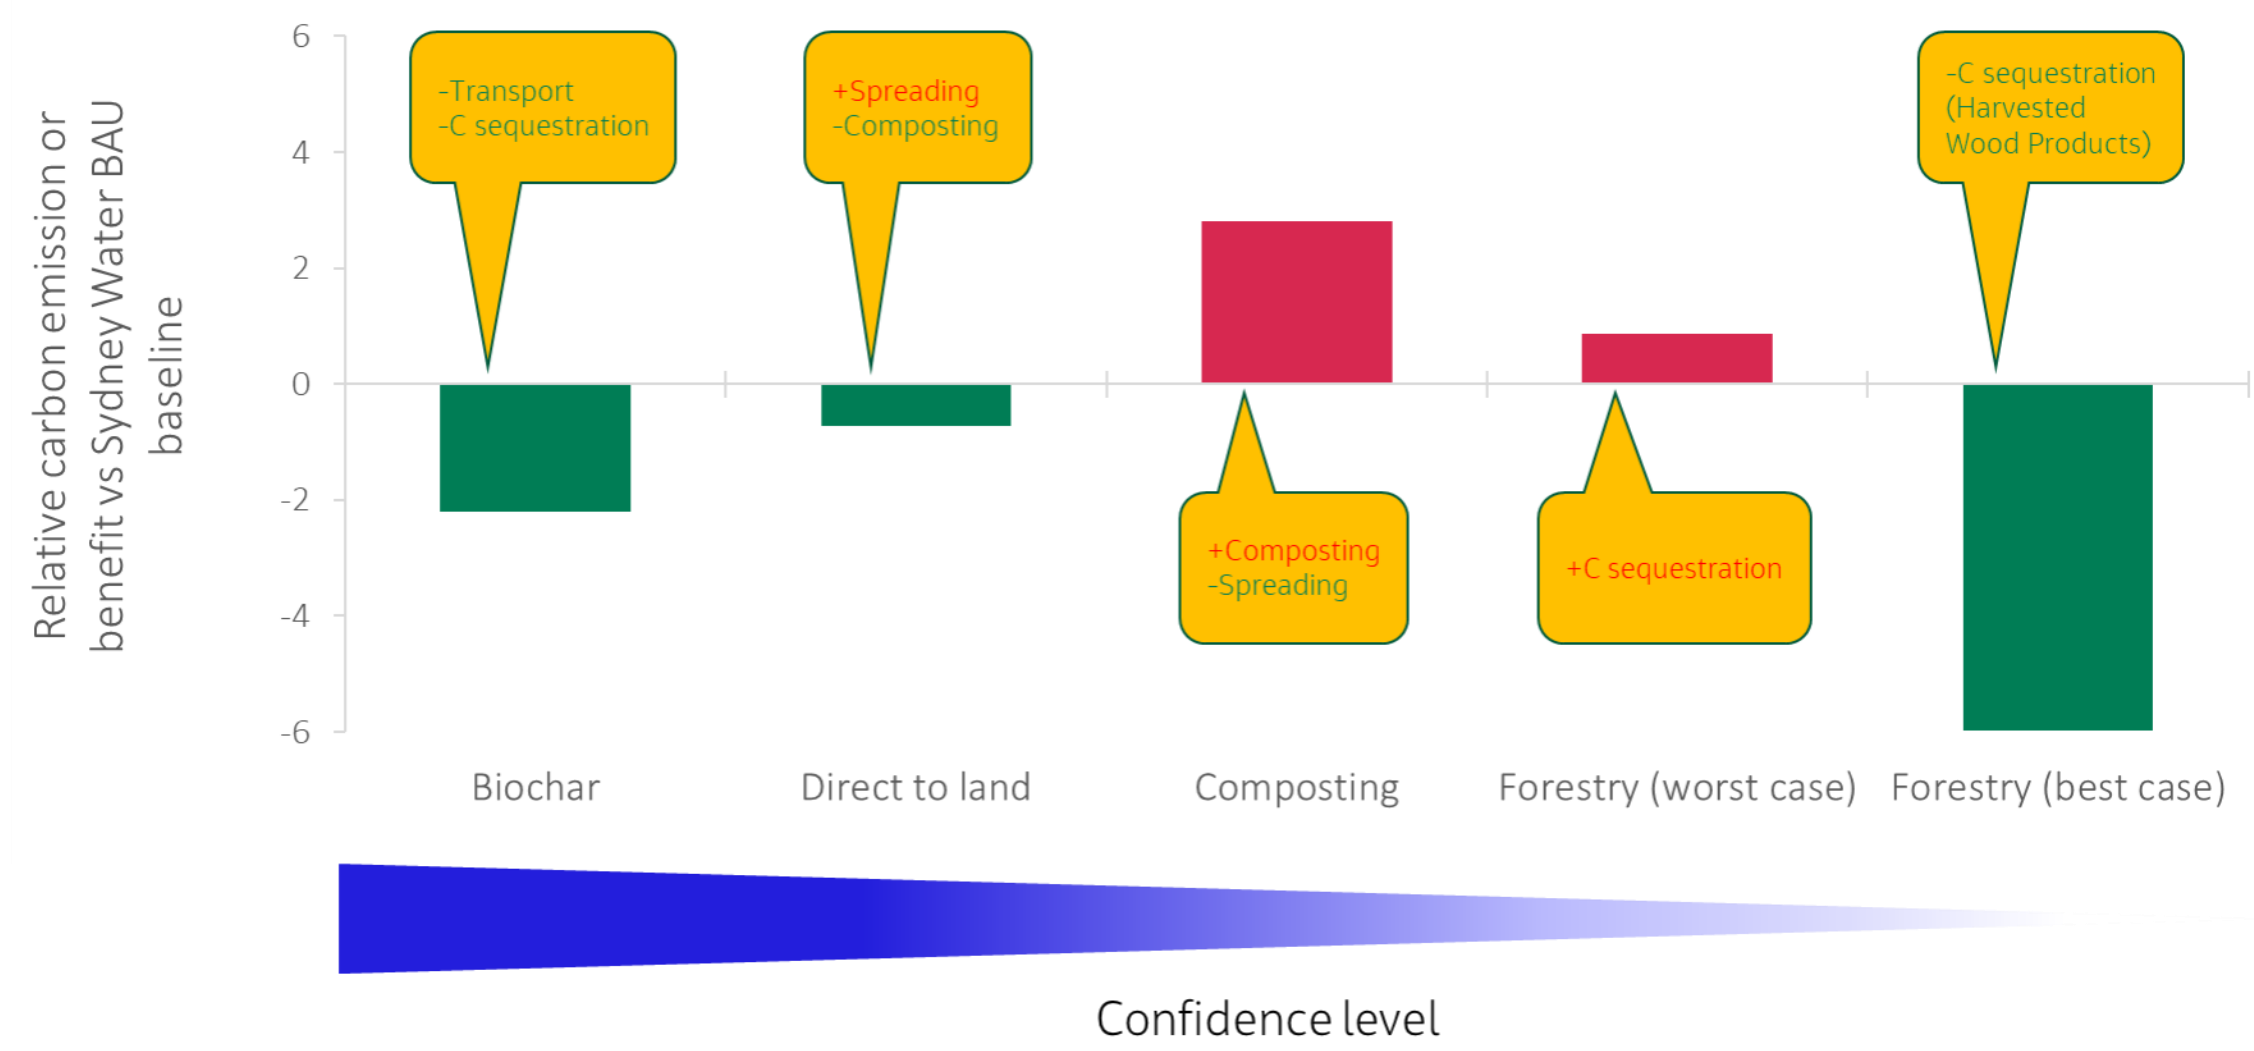 Relative carbon emission or
benefit vs Sydney Water BAU
baseline
6
4
2
0
-2
-4
-6
-Transport
-C sequestration
+Spreading
-Composting
-C sequestration
(Harvested
Wood Products)
+Composting
-Spreading
+C sequestration
Biochar
Direct to land
Composting
Forestry (worst case)
Forestry (best case)
Confidence level